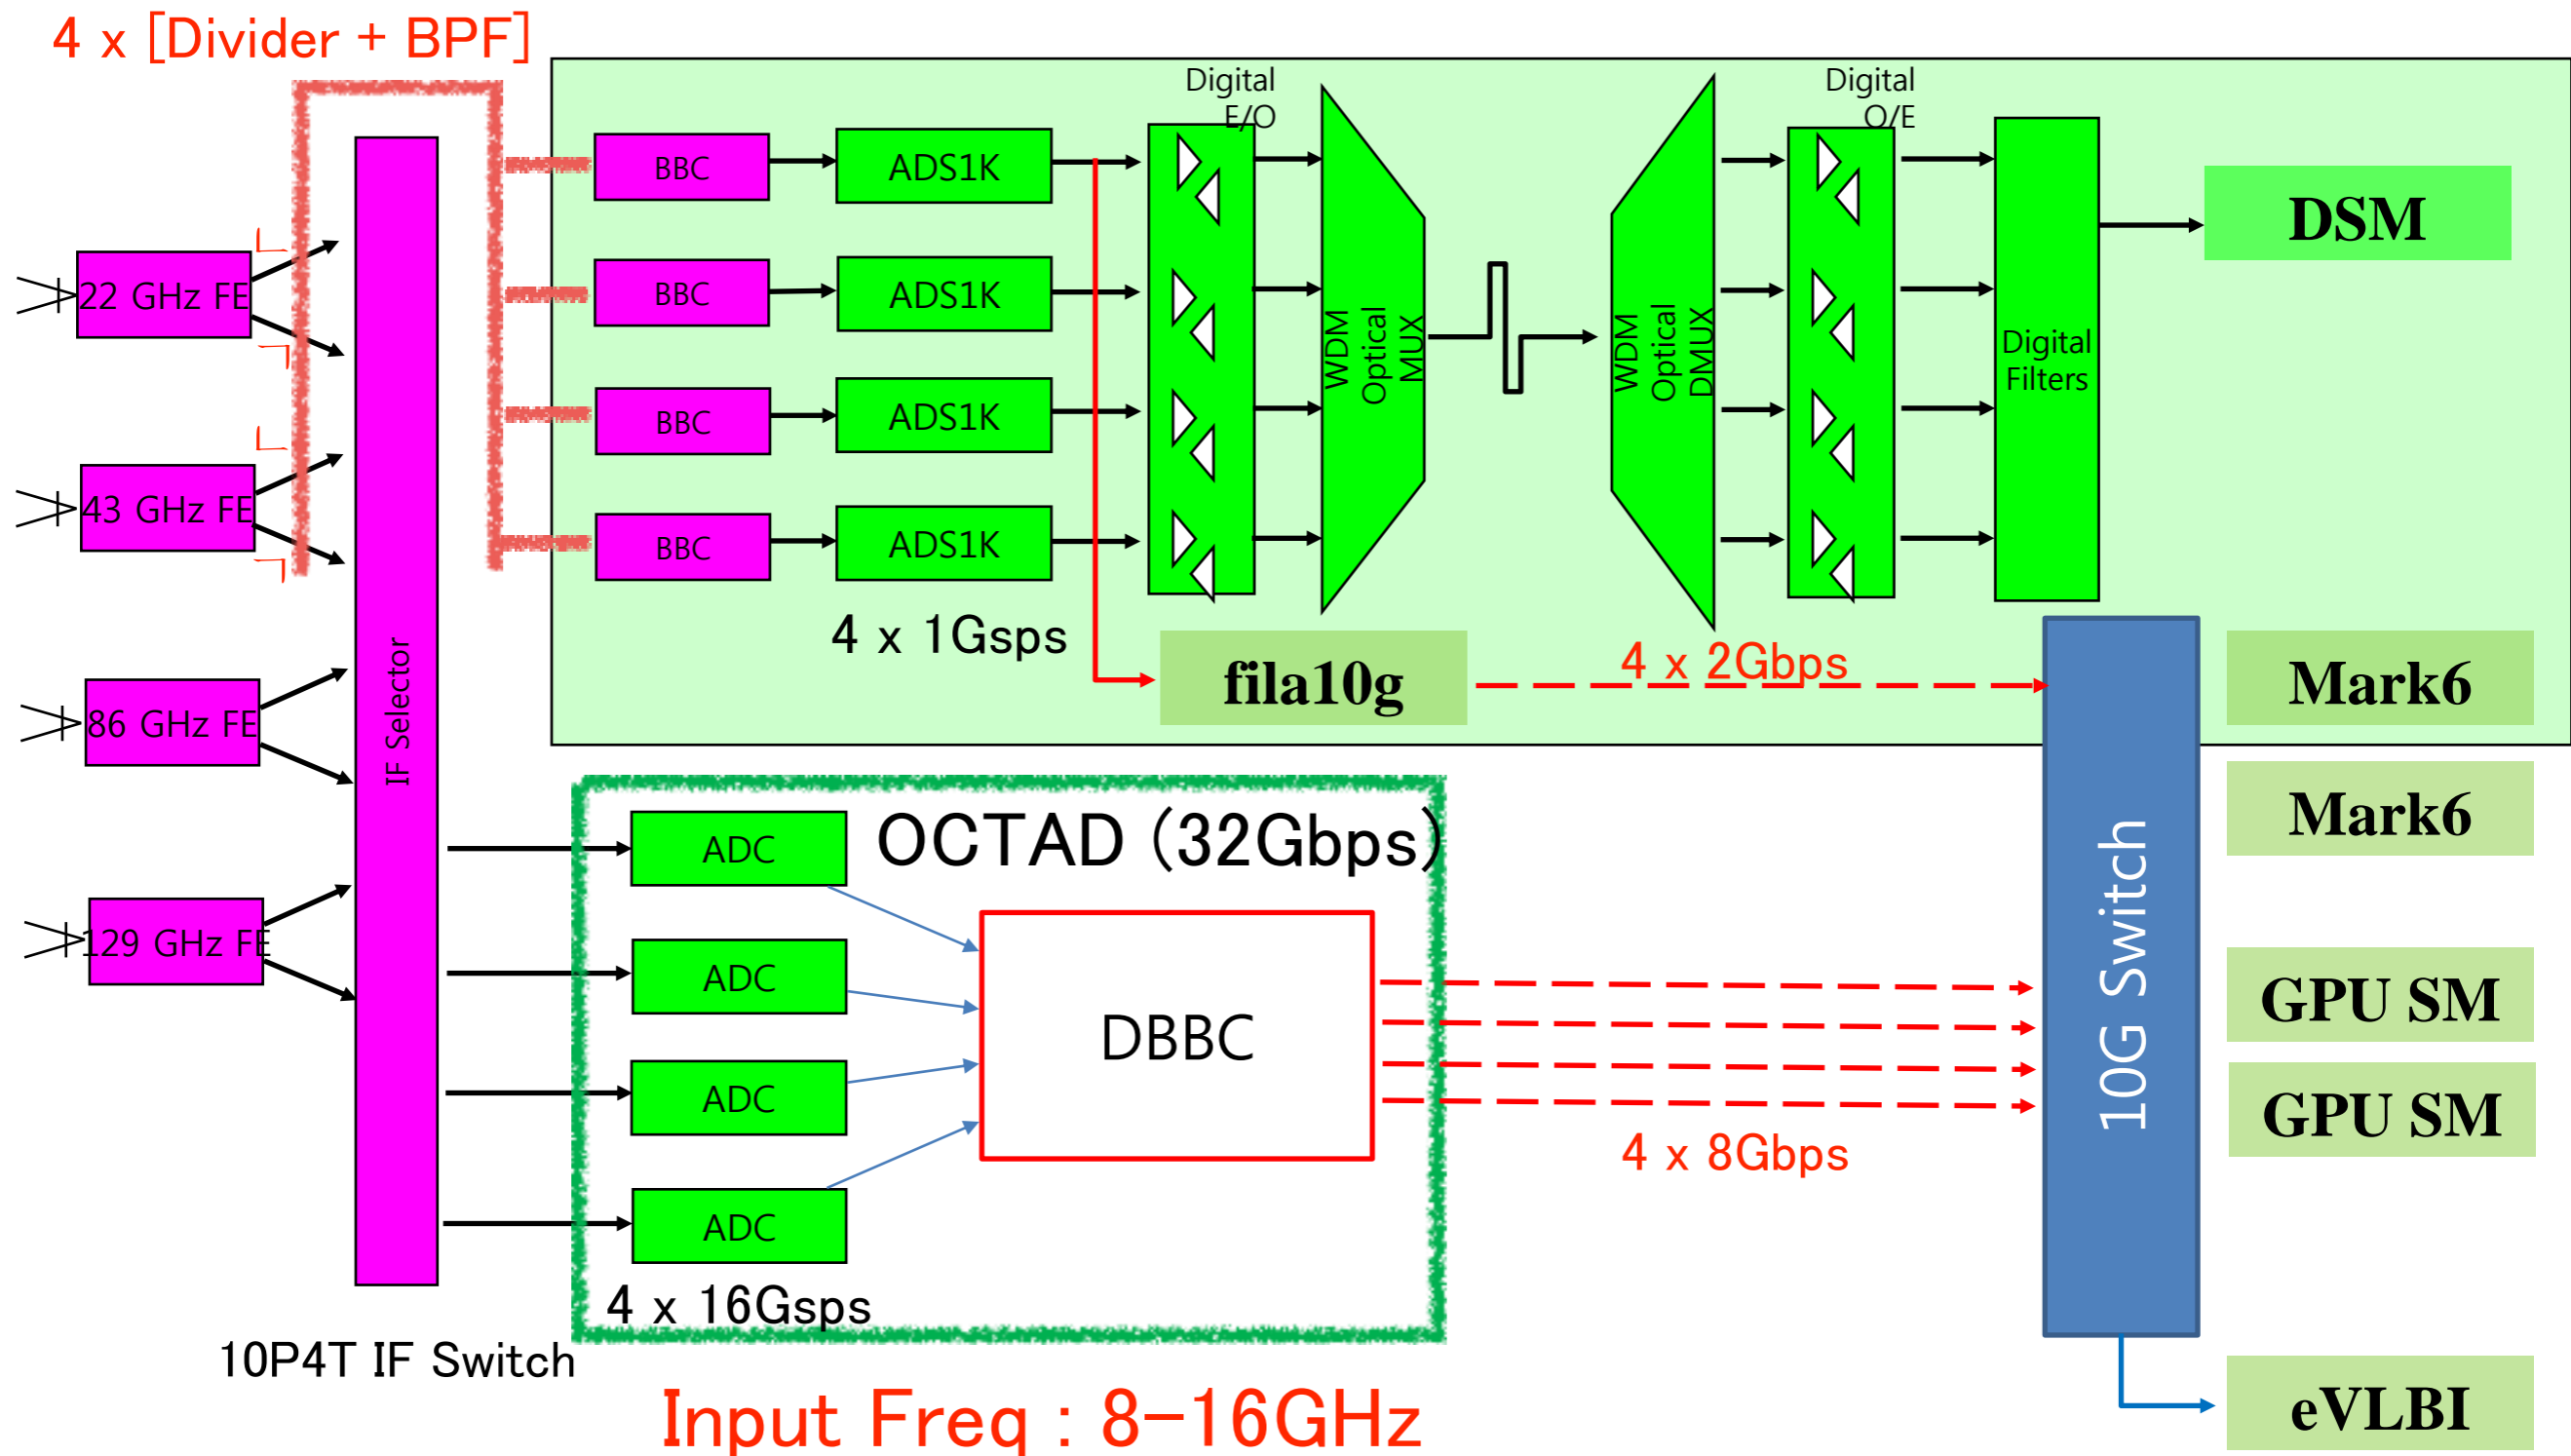 4 x [Divider + BPF]
22 GHz FE
43 GHz FE
86 GHz FE
129 GHz FE
IF Selector
10P4T IF Switch
BBC
ADS1K
BBC
ADS1K
BBC
ADS1K
BBC
ADS1K
4 x 1Gsps
Digital
E/O
WDM
Optical
MUX
WDM
Optical
DMUX
Digital
O/E
Digital
Filters
DSM
fila10g
4 x 2Gbps
OCTAD (32Gbps)
ADC
ADC
ADC
ADC
DBBC
4 x 16Gsps
4 x 8Gbps
10G Switch
Mark6
Mark6
GPU SM
GPU SM
eVLBI
Input Freq : 8-16GHz